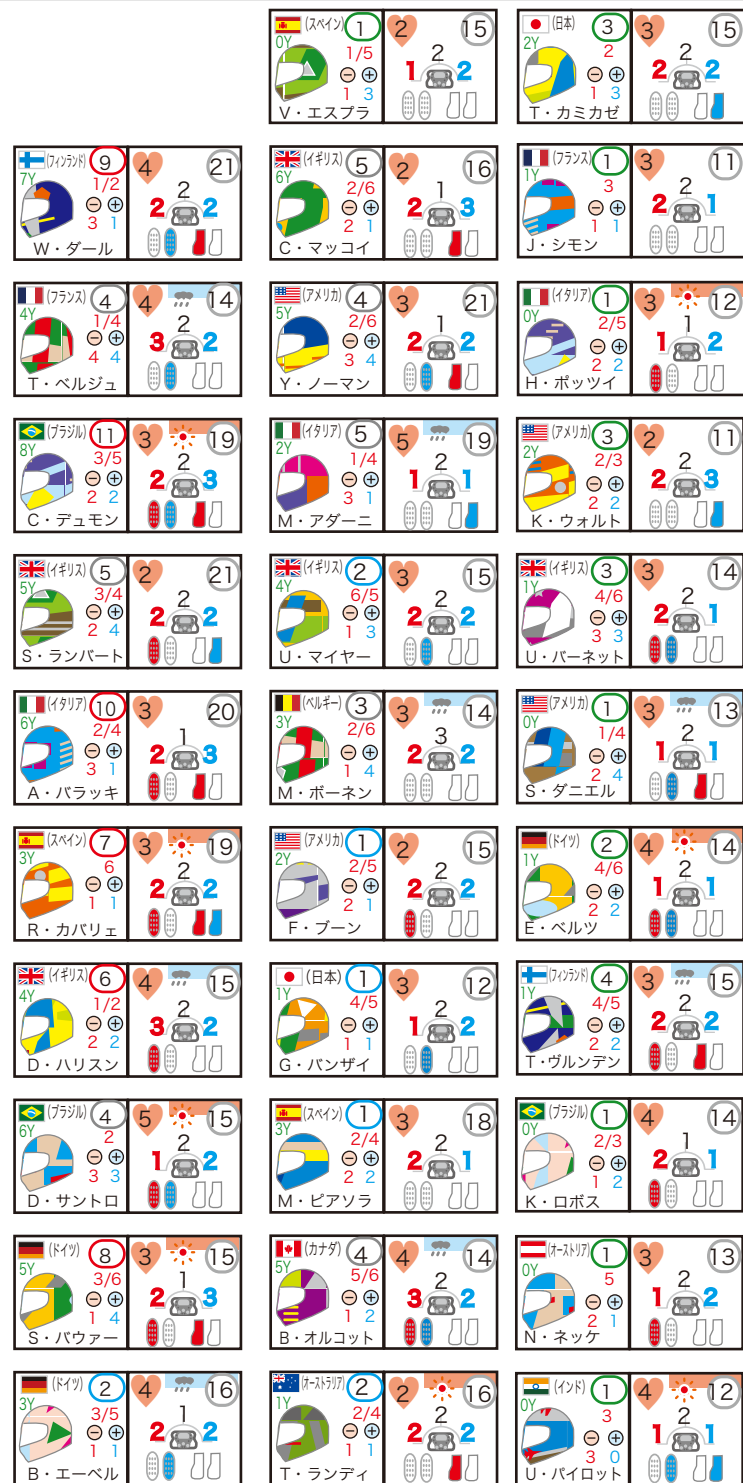 (スペイン) 1
0Y 1/5
⊖ ⊕
1 3
V・エスプラ
2 15
2
1 2
(日本) 3
2Y 2
⊖ ⊕
1 3
T・カミカゼ
3 15
2
2 2
(フィンランド) 9
7Y 1/2
⊖ ⊕
3 1
W・ダール
4 21
2
2 2
(イギリス) 5
6Y 2/6
⊖ ⊕
2 1
C・マッコイ
2 16
1
2 3
(フランス) 1
1Y 3
⊖ ⊕
1 1
J・シモン
3 11
2
2 1
(フランス) 4
4Y 1/4
⊖ ⊕
4 4
T・ベルジュ
4 14
2
3 2
(アメリカ) 4
5Y 2/6
⊖ ⊕
3 4
Y・ノーマン
3 21
1
2 2
(イタリア) 1
0Y 2/5
⊖ ⊕
2 2
H・ポッツイ
3 12
1
1 2
(ブラジル) 11
8Y 3/5
⊖ ⊕
2 2
C・デュモン
3 19
2
2 3
(イタリア) 5
2Y 1/4
⊖ ⊕
3 1
M・アダーニ
5 19
2
1 1
(アメリカ) 3
2Y 2/3
⊖ ⊕
2 2
K・ウォルト
2 11
2
2 3
(イギリス) 5
5Y 3/4
⊖ ⊕
2 4
S・ランバート
2 21
2
2 2
(イギリス) 2
4Y 6/5
⊖ ⊕
1 3
U・マイヤー
3 15
2
2 2
(イギリス) 3
1Y 4/6
⊖ ⊕
3 3
U・バーネット
3 14
2
2 1
(イタリア) 10
6Y 2/4
⊖ ⊕
3 1
A・バラッキ
3 20
1
2 3
(ベルギー) 3
3Y 2/6
⊖ ⊕
1 4
M・ボーネン
3 14
3
2 2
(アメリカ) 1
0Y 1/4
⊖ ⊕
2 4
S・ダニエル
3 13
2
1 1
(スペイン) 7
3Y 6
⊖ ⊕
1 1
R・カバリェ
3 19
2
2 2
(アメリカ) 1
2Y 2/5
⊖ ⊕
2 1
F・ブーン
2 15
2
2 2
(ドイツ) 2
1Y 4/6
⊖ ⊕
2 2
E・ベルツ
4 14
2
1 1
(イギリス) 6
4Y 1/2
⊖ ⊕
2 2
D・ハリスン
4 15
2
3 2
(日本) 1
1Y 4/5
⊖ ⊕
1 1
G・バンザイ
3 12
2
1 2
(フィンランド) 4
1Y 4/5
⊖ ⊕
2 2
T・ヴルンデン
3 15
2
2 2
(ブラジル) 4
6Y 2
⊖ ⊕
3 3
D・サントロ
5 15
2
1 2
(スペイン) 1
3Y 2/4
⊖ ⊕
2 2
M・ピアソラ
3 18
2
2 1
(ブラジル) 1
0Y 2/3
⊖ ⊕
1 2
K・ロボス
4 14
1
2 1
(ドイツ) 8
5Y 3/6
⊖ ⊕
1 4
S・バウァー
3 15
1
2 3
(カナダ) 4
5Y 5/6
⊖ ⊕
1 2
B・オルコット
4 14
2
3 2
(オーストリア) 1
0Y 5
⊖ ⊕
2 1
N・ネッケ
3 13
2
1 2
(ドイツ) 2
3Y 3/5
⊖ ⊕
1 1
B・エーベル
4 16
1
2 2
(オーストラリア) 2
1Y 2/4
⊖ ⊕
1 1
T・ランディ
2 16
2
2 2
(インド) 1
0Y 3
⊖ ⊕
3 0
U・パイロット
4 12
2
1 1